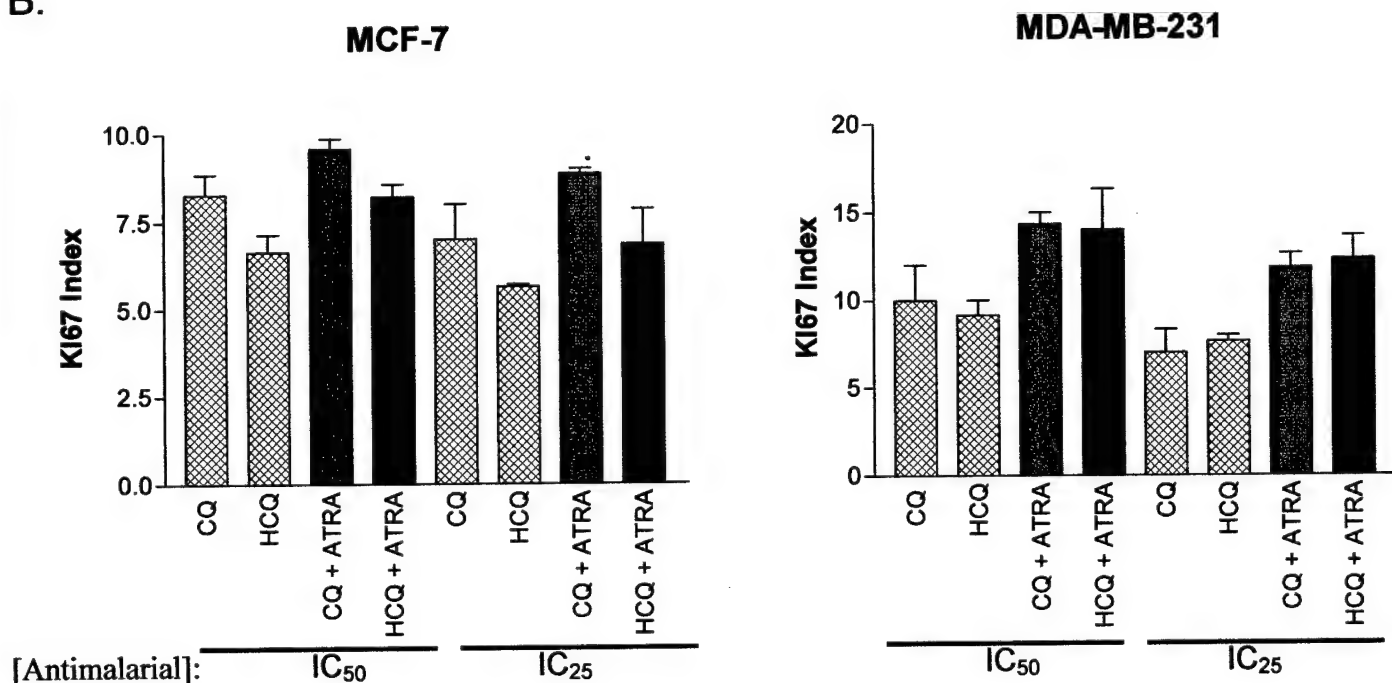 B.
MCF-7
KI67 Index
10.0
7.5
5.0
2.5
0.0
CQ
HCQ
CQ + ATRA
HCQ + ATRA
CQ
HCQ
CQ + ATRA
HCQ + ATRA
[Antimalarial]:
IC50
IC25
MDA-MB-231
KI67 Index
20
15
10
5
0
CQ
HCQ
CQ + ATRA
HCQ + ATRA
CQ
HCQ
CQ + ATRA
HCQ + ATRA
IC50
IC25